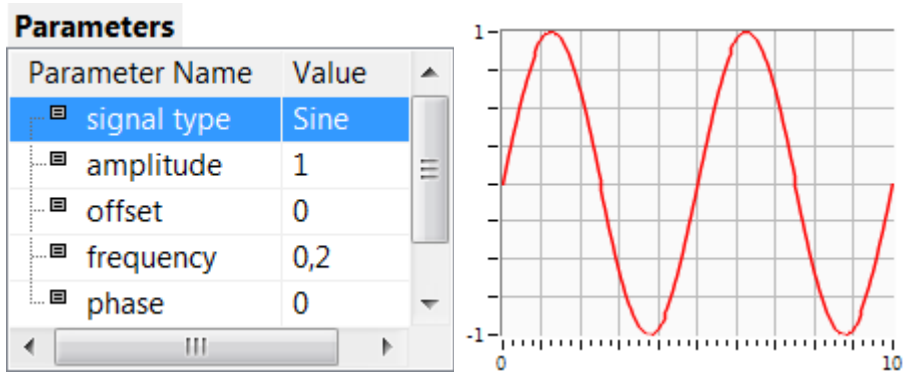 Parameters
Parameter Name Value
signal type Sine
amplitude 1
offset 0
frequency 0,2
phase 0
1
-1
0 10